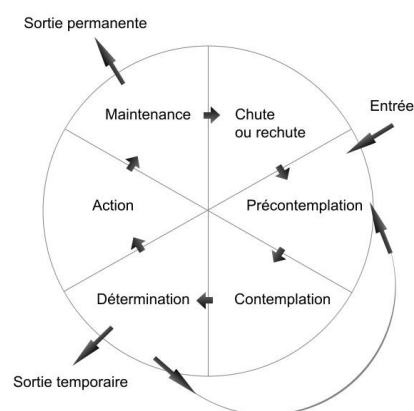 Sortie permanente
Maintenance
Chute
ou rechute
Entrée
Action
Précontemplation
Détermination
Contemplation
Sortie temporaire